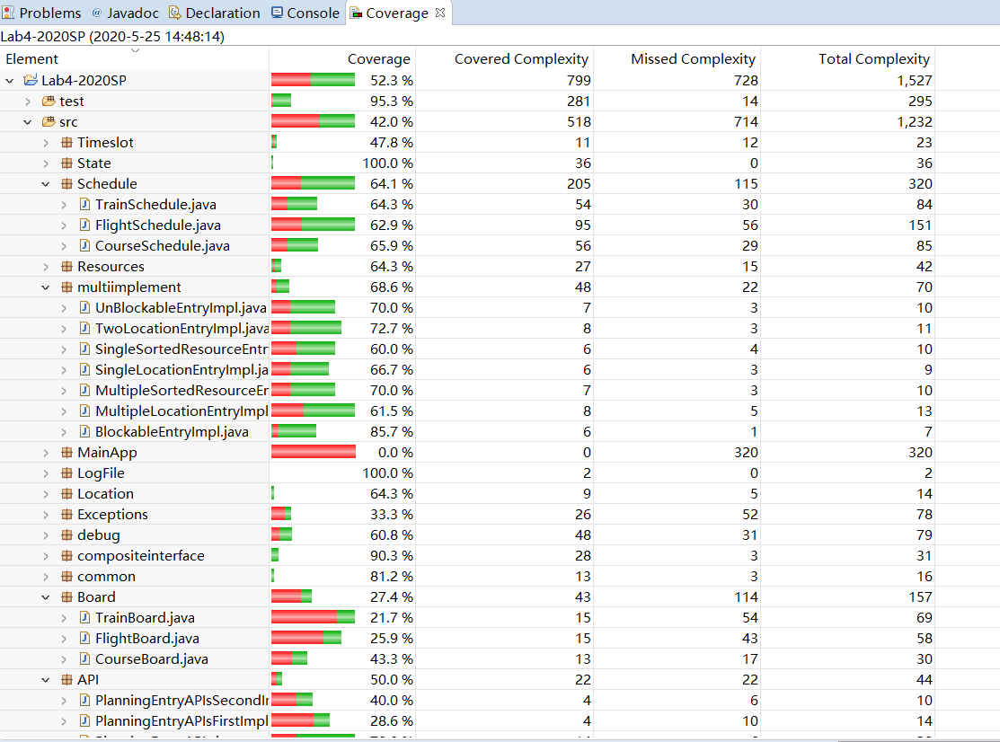 Problems @ Javadoc Declaration Console Coverage
Lab4-2020SP (2020-5-25 14:48:14)
Element Coverage Covered Complexity Missed Complexity Total Complexity
Lab4-2020SP 52.3 % 799 728 1,527
test 95.3 % 281 14 295
src 42.0 % 518 714 1,232
Timeslot 47.8 % 11 12 23
State 100.0 % 36 0 36
Schedule 64.1 % 205 115 320
TrainSchedule.java 64.3 % 54 30 84
FlightSchedule.java 62.9 % 95 56 151
CourseSchedule.java 65.9 % 56 29 85
Resources 64.3 % 27 15 42
multiimplement 68.6 % 48 22 70
UnBlockableEntryImpl.java 70.0 % 7 3 10
TwoLocationEntryImpl.java 72.7 % 8 3 11
SingleSortedResourceEntr 60.0 % 6 4 10
SingleLocationEntryImpl.ja 66.7 % 6 3 9
MultipleSortedResourceEr 70.0 % 7 3 10
MultipleLocationEntryImpl 61.5 % 8 5 13
BlockableEntryImpl.java 85.7 % 6 1 7
MainApp 0.0 % 0 320 320
LogFile 100.0 % 2 0 2
Location 64.3 % 9 5 14
Exceptions 33.3 % 26 52 78
debug 60.8 % 48 31 79
compositeinterface 90.3 % 28 3 31
common 81.2 % 13 3 16
Board 27.4 % 43 114 157
TrainBoard.java 21.7 % 15 54 69
FlightBoard.java 25.9 % 15 43 58
CourseBoard.java 43.3 % 13 17 30
API 50.0 % 22 22 44
PlanningEntryAPIsSecondIr 40.0 % 4 6 10
PlanningEntryAPIsFirstImpl 28.6 % 4 10 14